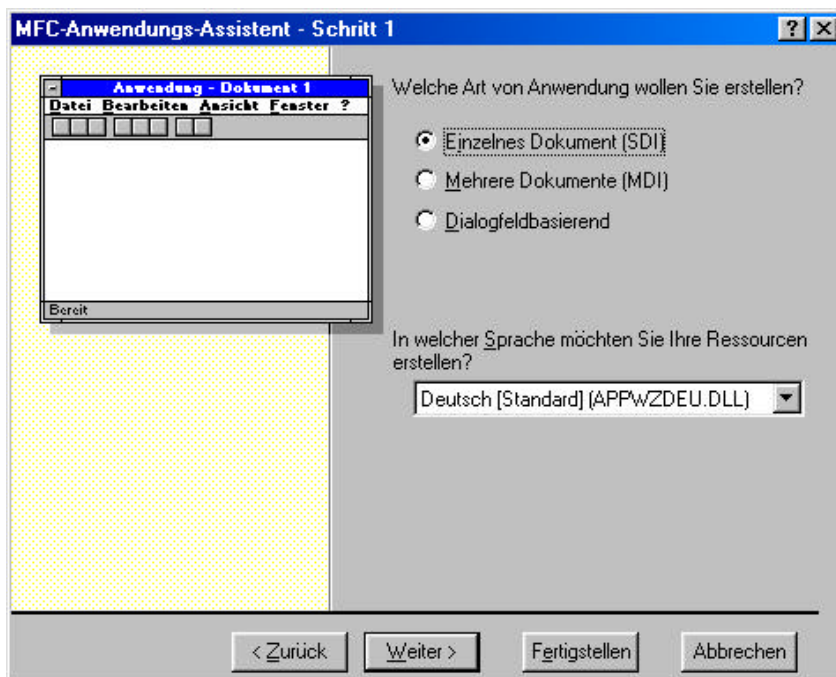 MFC-Anwendungs-Assistent - Schritt 1
Anwendung - Dokument 1
Datei Bearbeiten Ansicht Fenster ?
Bereit
Welche Art von Anwendung wollen Sie erstellen?
Einzelnes Dokument (SDI)
Mehrere Dokumente (MDI)
Dialogfeldbasierend
In welcher Sprache möchten Sie Ihre Ressourcen
erstellen?
Deutsch [Standard] (APPWZDEU.DLL)
< Zurück
Weiter >
Fertigstellen
Abbrechen